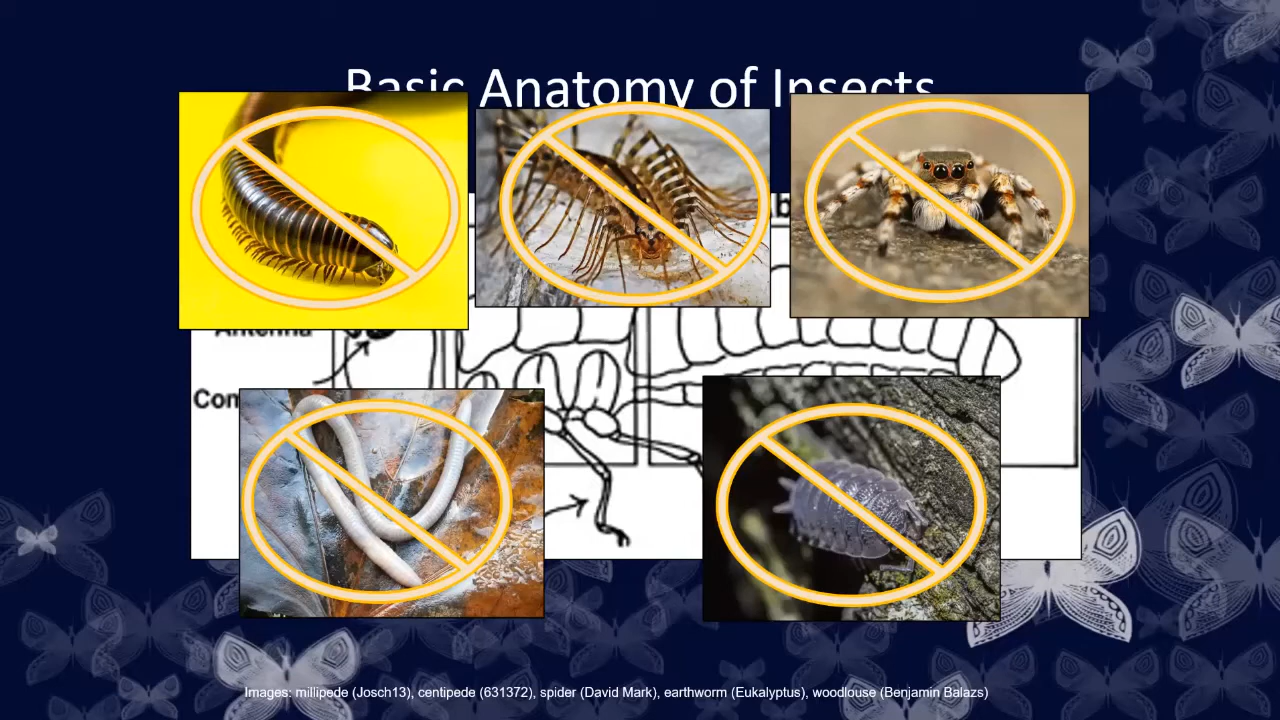 Basic Anatomy of Insects
Antenna
Images: millipede (Josch13), centipede (631372), spider (David Mark), earthworm (Eukalyptus), woodlouse (Benjamin Balazs)